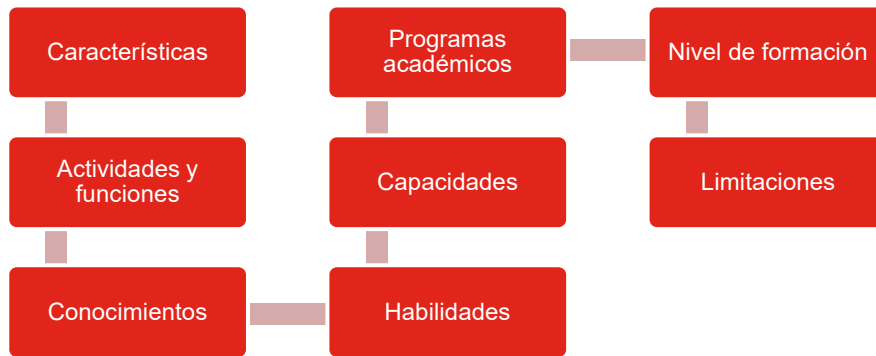 Características
Actividades y
funciones
Conocimientos
Habilidades
Capacidades
Programas
académicos
Nivel de formación
Limitaciones